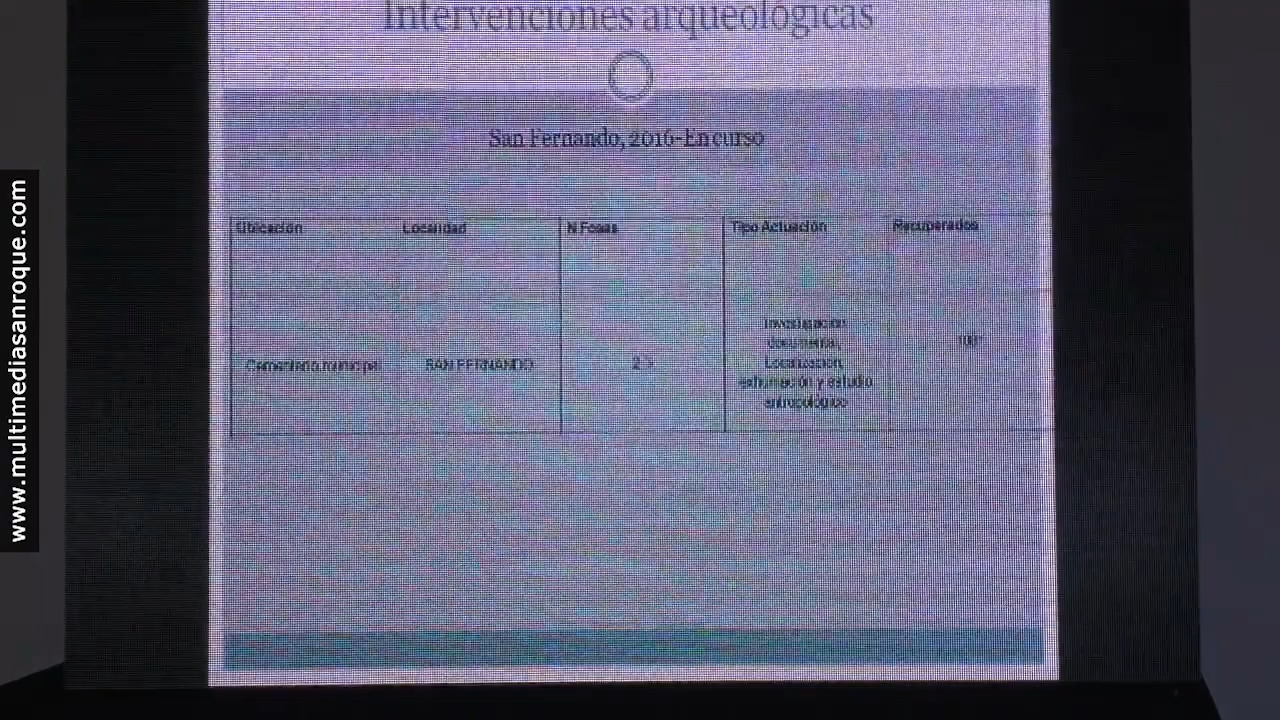 Intervenciones arqueológicas
San Fernando, 2016-En curso
Ubicación Localidad N Fosas Tipo Actuación Recuperados
Investigación
documental,
Cementerio municipal SAN FERNANDO Localización,
exhumación y estudio
antropológico
www.multimediasanroque.com